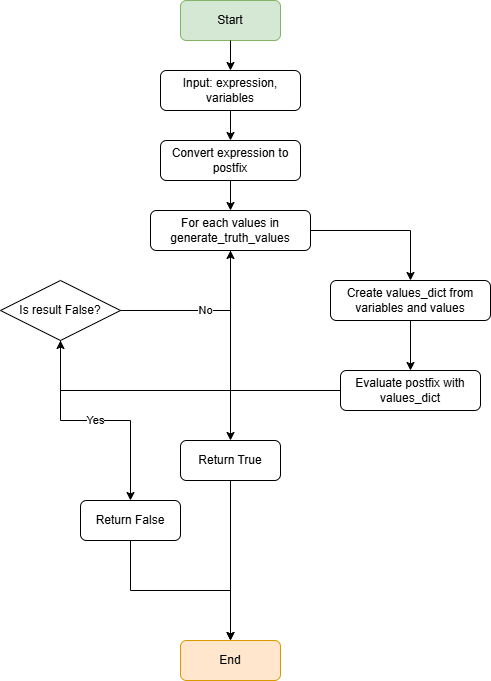 Start
Input: expression,
variables
Convert expression to
postfix
For each values in
generate_truth_values
Is result False?
No
Create values_dict from
variables and values
Evaluate postfix with
values_dict
Yes
Return True
Return False
End